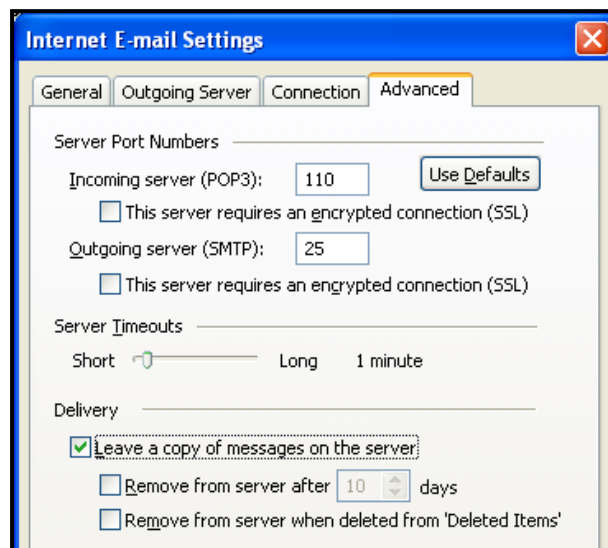 Internet E-mail Settings
General Outgoing Server Connection Advanced
Server Port Numbers
Incoming server (POP3): 110 Use Defaults
This server requires an encrypted connection (SSL)
Outgoing server (SMTP): 25
This server requires an encrypted connection (SSL)
Server Timeouts
Short Long 1 minute
Delivery
Leave a copy of messages on the server
Remove from server after 10 days
Remove from server when deleted from 'Deleted Items'